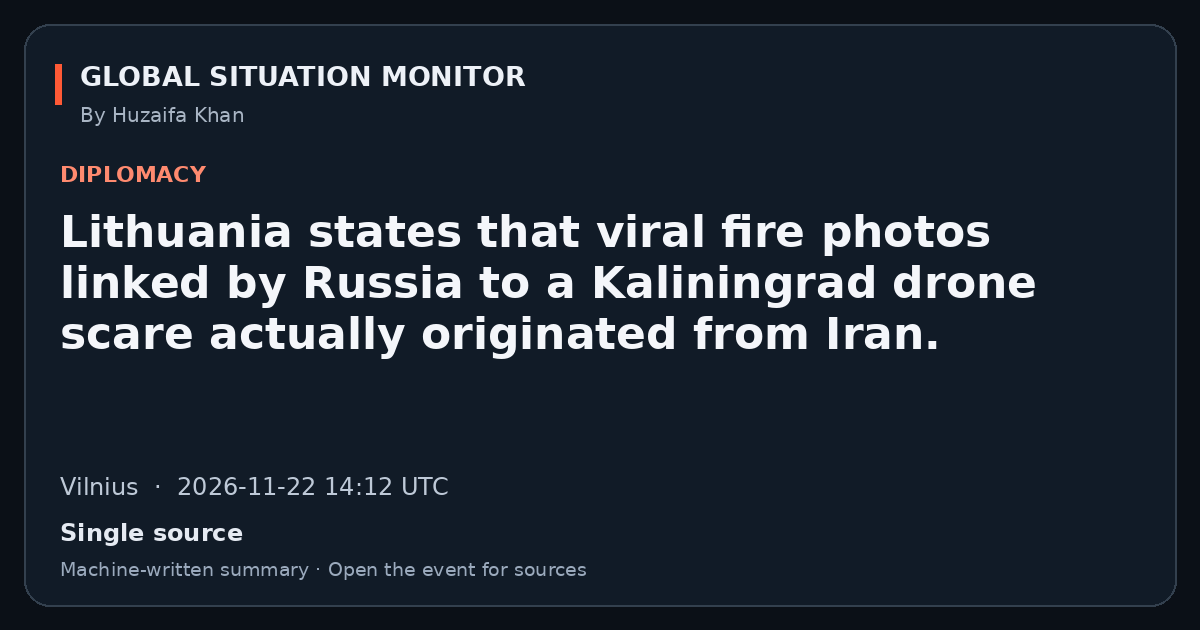 GLOBAL SITUATION MONITOR
By Huzaifa Khan
DIPLOMACY
Lithuania states that viral fire photos
linked by Russia to a Kaliningrad drone
scare actually originated from Iran.
Vilnius · 2026-11-22 14:12 UTC
Single source
Machine-written summary · Open the event for sources